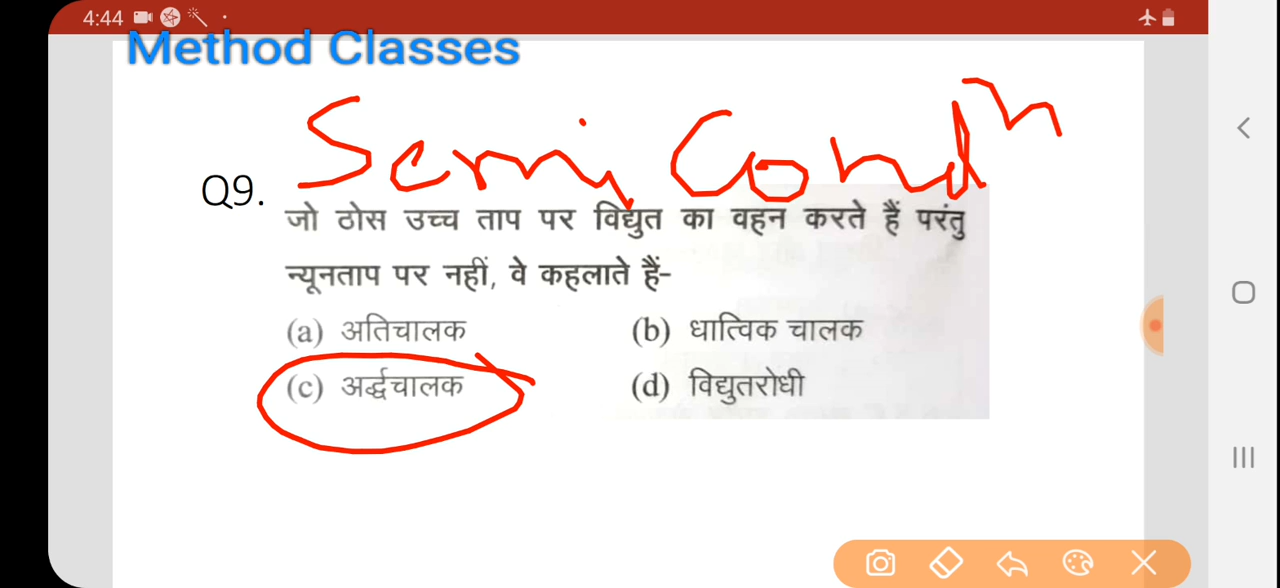 4:44
Method Classes
Semi Cond
Q9.
जो ठोस उच्च ताप पर विद्युत का वहन करते हैं परंतु
न्यूनताप पर नहीं, वे कहलाते हैं-
(a) अतिचालक (b) धात्विक चालक
(c) अर्द्धचालक (d) विद्युतरोधी